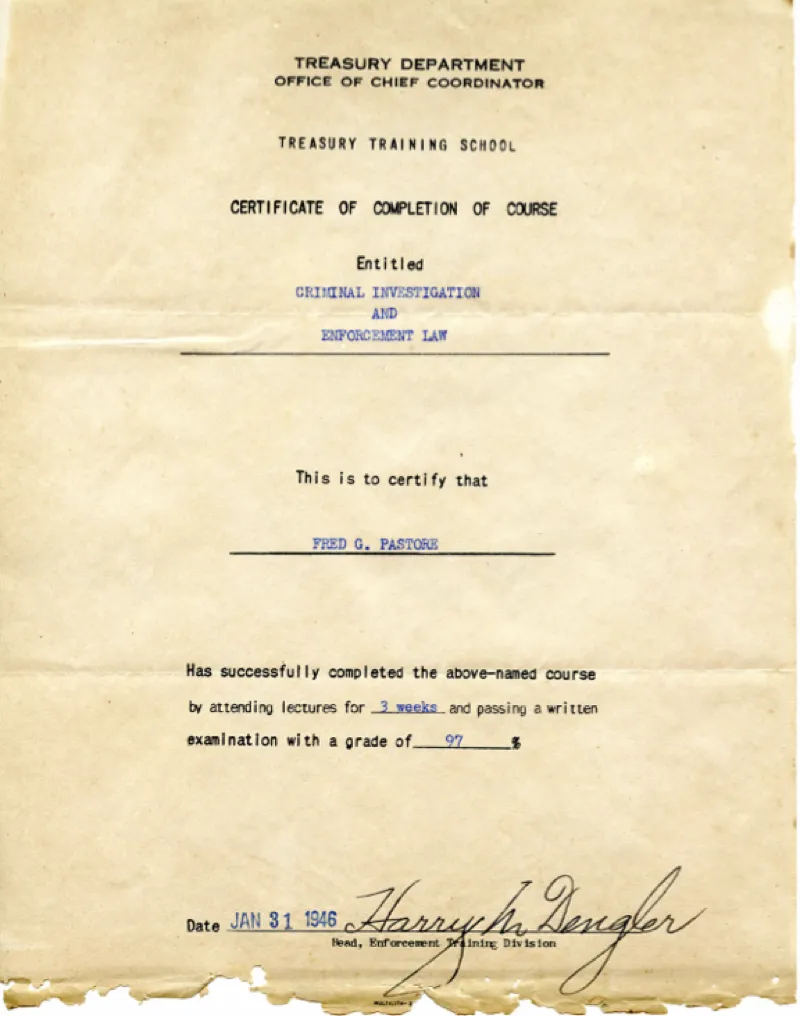 TREASURY DEPARTMENT
OFFICE OF CHIEF COORDINATOR
TREASURY TRAINING SCHOOL
CERTIFICATE OF COMPLETION OF COURSE
Entitled
CRIMINAL INVESTIGATION
AND
ENFORCEMENT LAW
This is to certify that
FRED G. PASTORE
Has successfully completed the above-named course
by attending lectures for 3 weeks and passing a written
examination with a grade of 97 %
Date JAN 31 1946 Harry M Dengler
Head, Enforcement Training Division